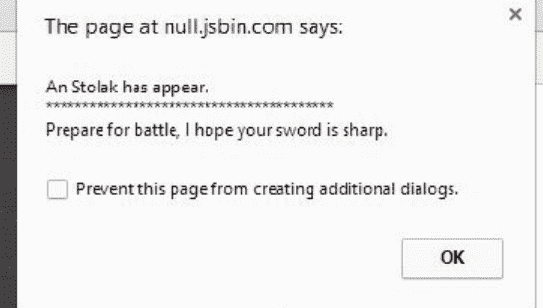 The page at null.jsbin.com says:
An Stolak has appear.
****************************************
Prepare for battle, I hope your sword is sharp.
Prevent this page from creating additional dialogs.
OK